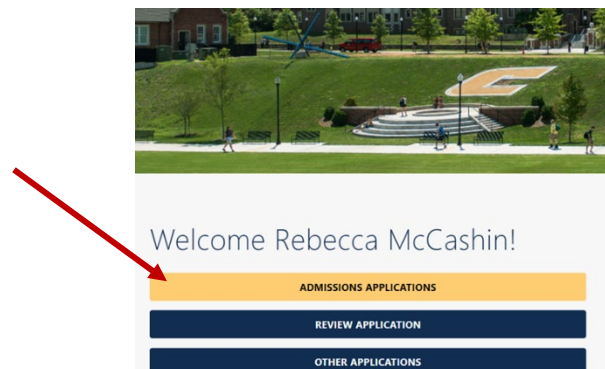 C
Welcome Rebecca McCashin!
ADMISSIONS APPLICATIONS
REVIEW APPLICATION
OTHER APPLICATIONS